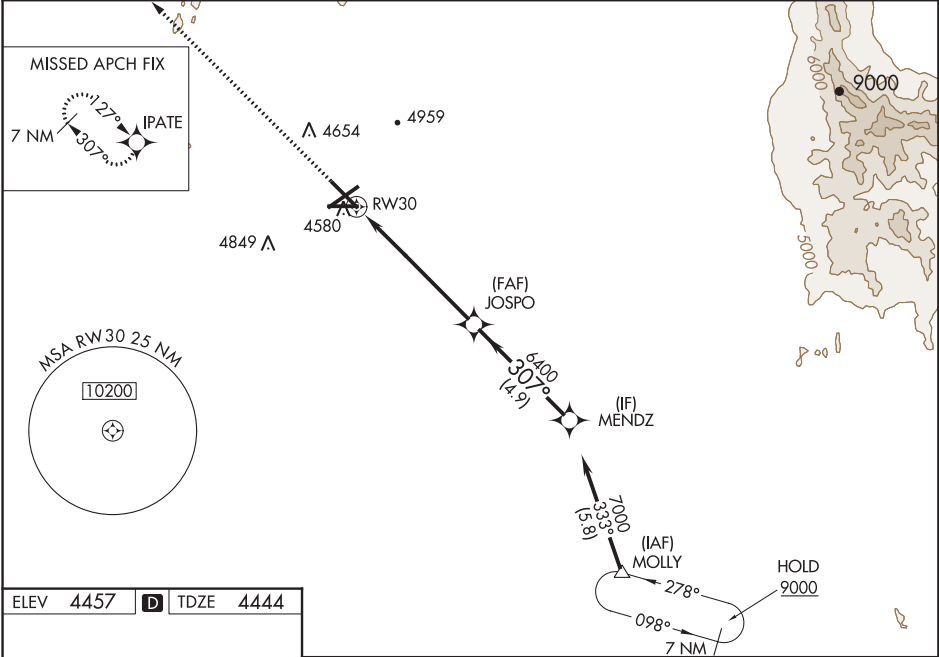 MISSED APCH FIX
127°
IPATE
7 NM
307°
4654
4959
6000
9000
RW30
4580
4849
5000
(FAF)
JOSPO
MSA RW30 25 NM
10200
6400
307°
(4.9)
(IF)
MENDZ
7000
333°
(5.8)
(IAF)
MOLLY
HOLD
9000
278°
098°
7 NM
ELEV 4457 D TDZE 4444